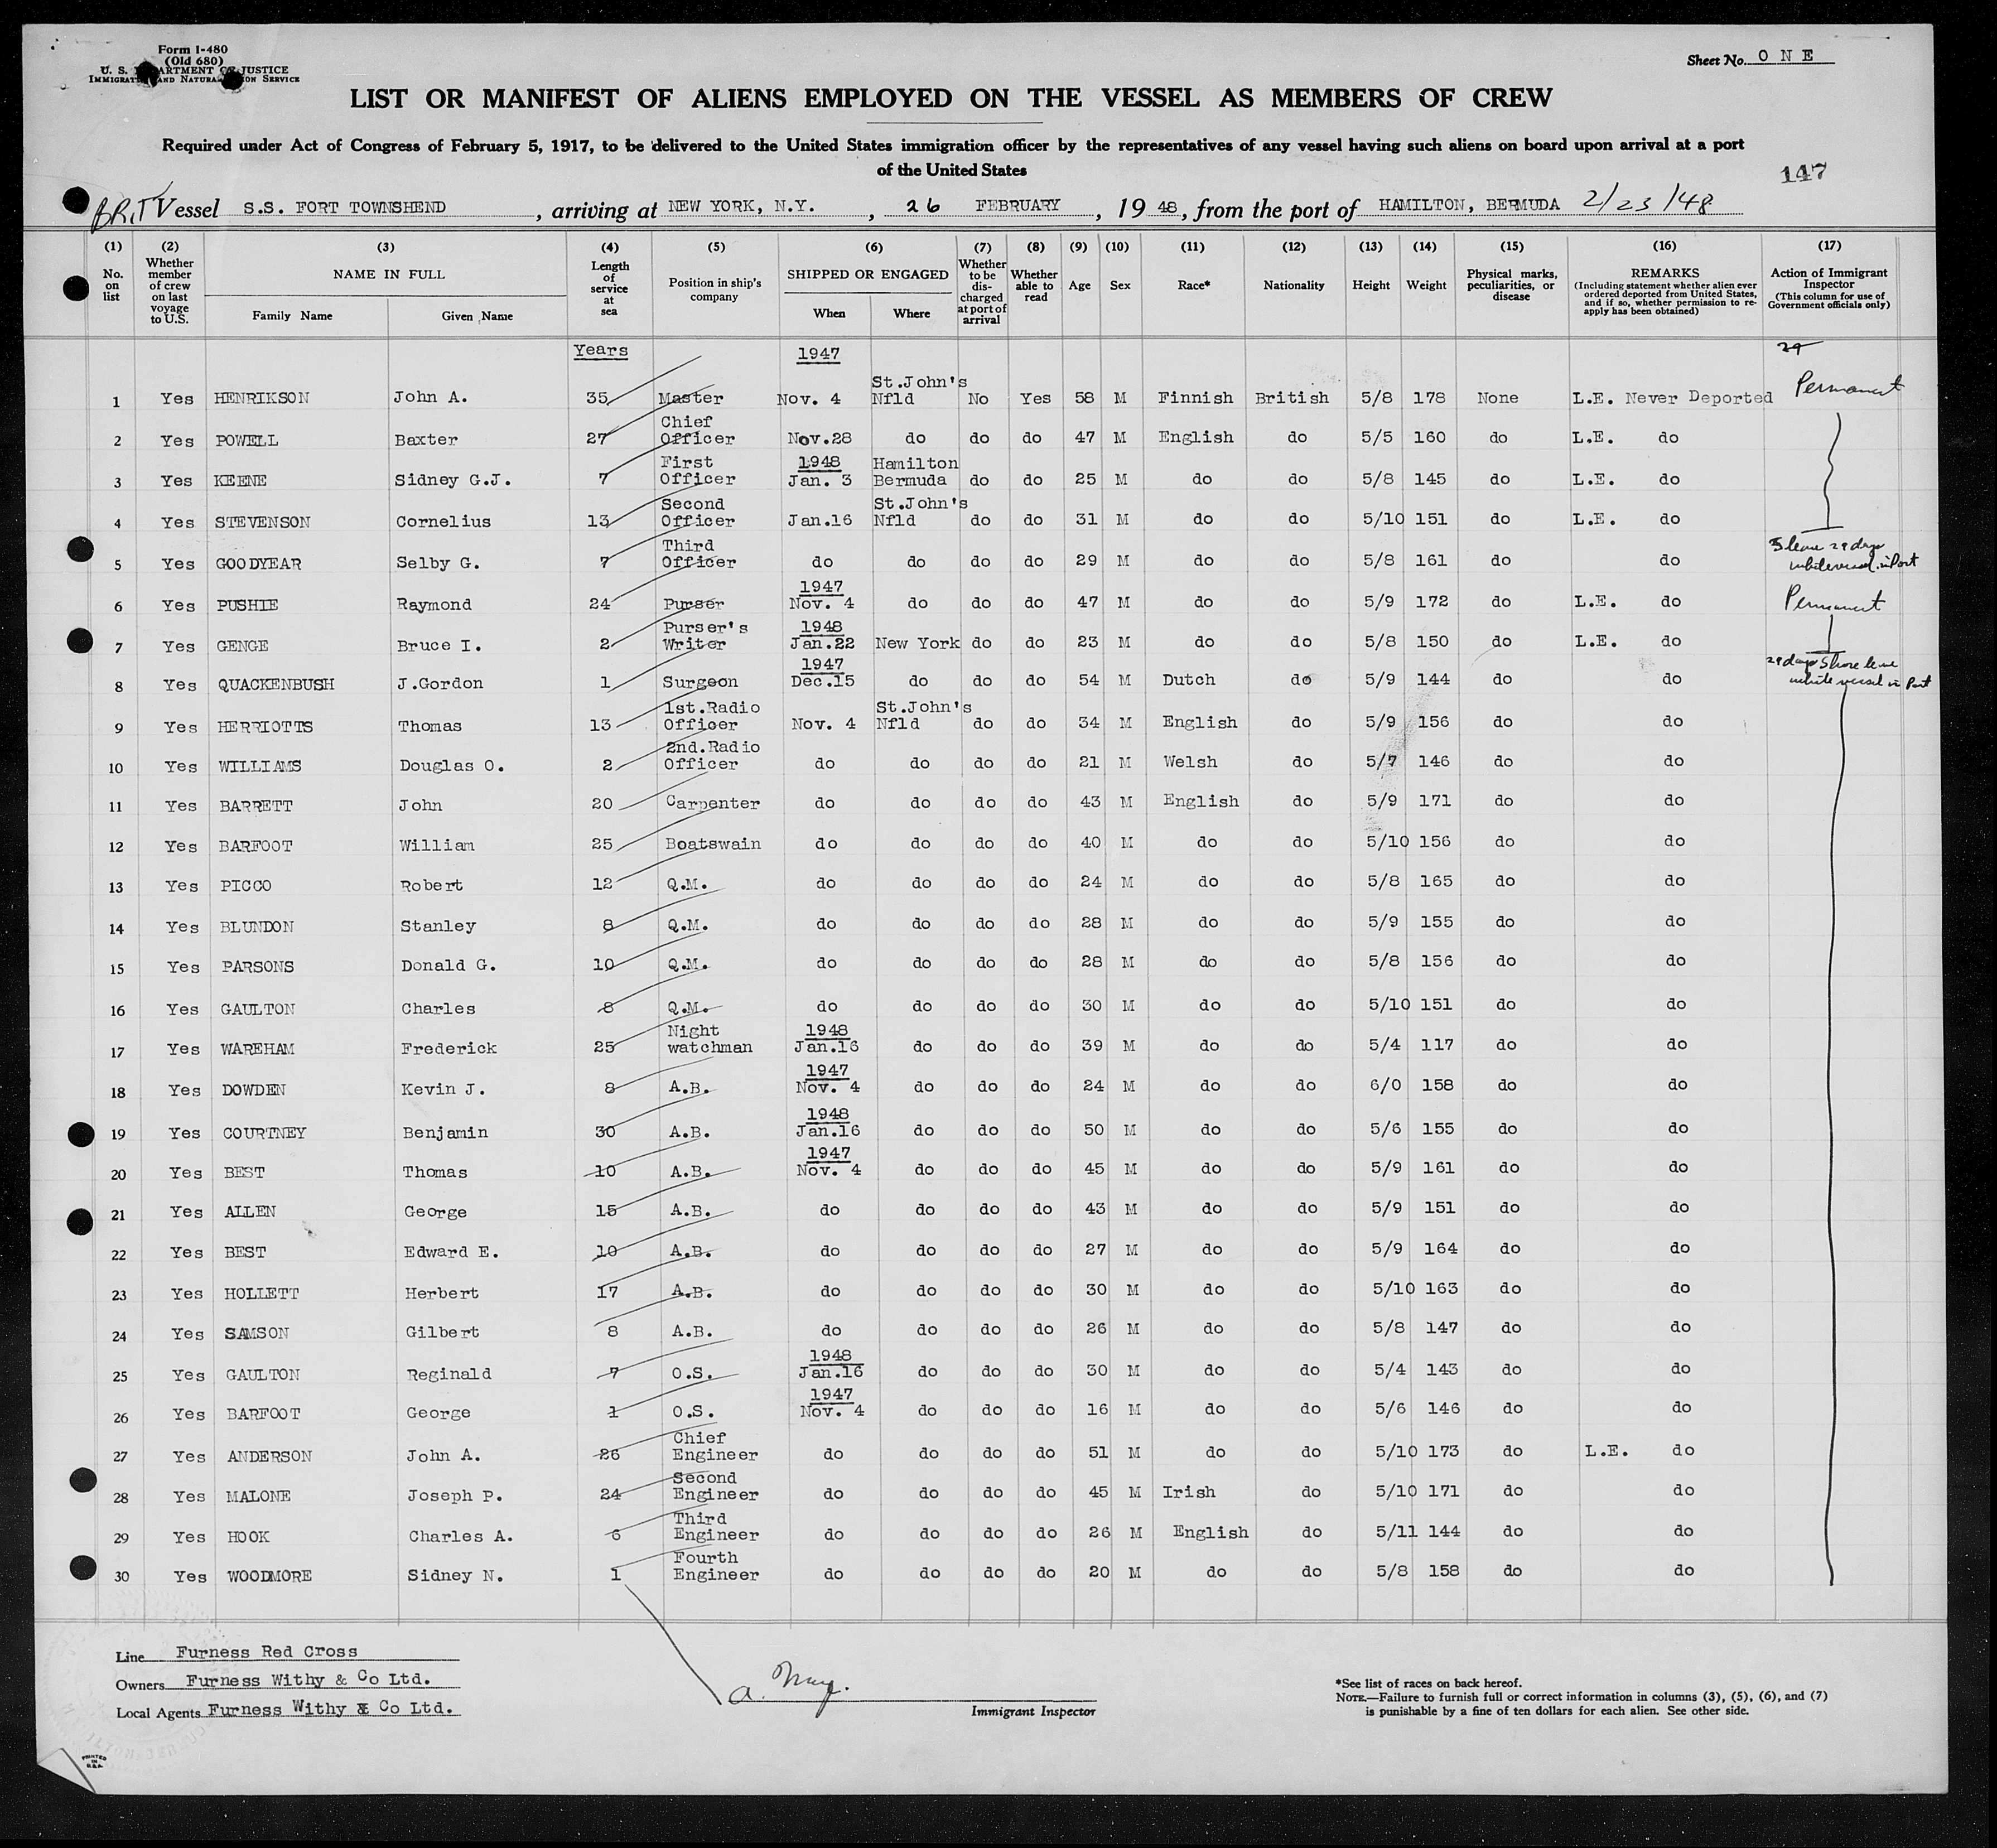 Form I-480
(Old 680)
U. S. DEPARTMENT OF JUSTICE
IMMIGRATION AND NATURALIZATION SERVICE
Sheet No. O N E
LIST OR MANIFEST OF ALIENS EMPLOYED ON THE VESSEL AS MEMBERS OF CREW
Required under Act of Congress of February 5, 1917, to be delivered to the United States immigration officer by the representatives of any vessel having such aliens on board upon arrival at a port
of the United States
147
BRIT Vessel S.S. FORT TOWNSHEND, arriving at NEW YORK, N.Y., 26 FEBRUARY, 1948, from the port of HAMILTON, BERMUDA 2/23/48
(1) (2) (3) (4) (5) (6) (7) (8) (9) (10) (11) (12) (13) (14) (15) (16) (17)
No. on list
Whether member of crew on last voyage to U.S.
NAME IN FULL
Family Name Given Name
Length of service at sea
Position in ship's company
SHIPPED OR ENGAGED
When Where
Whether to be discharged at port of arrival
Whether able to read
Age Sex Race* Nationality Height Weight
Physical marks, peculiarities, or disease
REMARKS
(Including statement whether alien ever ordered deported from United States, and if so, whether permission to re-apply has been obtained)
Action of Immigrant Inspector
(This column for use of Government officials only)
Years 1947 29
1 Yes HENRIKSON John A. 35 Master Nov. 4 St.John's Nfld No Yes 58 M Finnish British 5/8 178 None L.E. Never Deported Permanent
2 Yes POWELL Baxter 27 Chief Officer Nov.28 do do do 47 M English do 5/5 160 do L.E. do
3 Yes KEENE Sidney G.J. 7 First Officer 1948 Jan. 3 Hamilton Bermuda do do 25 M do do 5/8 145 do L.E. do
4 Yes STEVENSON Cornelius 13 Second Officer Jan.16 St.John's Nfld do do 31 M do do 5/10 151 do L.E. do
5 Yes GOODYEAR Selby G. 7 Third Officer do do do do 29 M do do 5/8 161 do do S leave 29 days while vessel in Port
6 Yes PUSHIE Raymond 24 Purser 1947 Nov. 4 do do do 47 M do do 5/9 172 do L.E. do Permanent
7 Yes GENGE Bruce I. 2 Purser's Writer 1948 Jan.22 New York do do 23 M do do 5/8 150 do L.E. do
8 Yes QUACKENBUSH J.Gordon 1 Surgeon 1947 Dec.15 do do do 54 M Dutch do 5/9 144 do do 29 days Shore leave while vessel in Port
9 Yes HERRIOTTS Thomas 13 1st.Radio Officer Nov. 4 St.John's Nfld do do 34 M English do 5/9 156 do do
10 Yes WILLIAMS Douglas O. 2 2nd.Radio Officer do do do do 21 M Welsh do 5/7 146 do do
11 Yes BARRETT John 20 Carpenter do do do do 43 M English do 5/9 171 do do
12 Yes BARFOOT William 25 Boatswain do do do do 40 M do do 5/10 156 do do
13 Yes PICCO Robert 12 Q.M. do do do do 24 M do do 5/8 165 do do
14 Yes BLUNDON Stanley 8 Q.M. do do do do 28 M do do 5/9 155 do do
15 Yes PARSONS Donald G. 10 Q.M. do do do do 28 M do do 5/8 156 do do
16 Yes GAULTON Charles 8 Q.M. do do do do 30 M do do 5/10 151 do do
17 Yes WAREHAM Frederick 25 Night watchman 1948 Jan.16 do do do 39 M do do 5/4 117 do do
18 Yes DOWDEN Kevin J. 8 A.B. 1947 Nov. 4 do do do 24 M do do 6/0 158 do do
19 Yes COURTNEY Benjamin 30 A.B. 1948 Jan.16 do do do 50 M do do 5/6 155 do do
20 Yes BEST Thomas 10 A.B. 1947 Nov. 4 do do do 45 M do do 5/9 161 do do
21 Yes ALLEN George 15 A.B. do do do do 43 M do do 5/9 151 do do
22 Yes BEST Edward E. 10 A.B. do do do do 27 M do do 5/9 164 do do
23 Yes HOLLETT Herbert 17 A.B. do do do do 30 M do do 5/10 163 do do
24 Yes SAMSON Gilbert 8 A.B. do do do do 26 M do do 5/8 147 do do
25 Yes GAULTON Reginald 7 O.S. 1948 Jan.16 do do do 30 M do do 5/4 143 do do
26 Yes BARFOOT George 1 O.S. 1947 Nov. 4 do do do 16 M do do 5/6 146 do do
27 Yes ANDERSON John A. 26 Chief Engineer do do do do 51 M do do 5/10 173 do L.E. do
28 Yes MALONE Joseph P. 24 Second Engineer do do do do 45 M Irish do 5/10 171 do do
29 Yes HOOK Charles A. 6 Third Engineer do do do do 26 M English do 5/11 144 do do
30 Yes WOODMORE Sidney N. 1 Fourth Engineer do do do do 20 M do do 5/8 158 do do
Line Furness Red Cross
Owners Furness Withy & Co Ltd.
Local Agents Furness Withy & Co Ltd.
Immigrant Inspector
*See list of races on back hereof.
NOTE.—Failure to furnish full or correct information in columns (3), (5), (6), and (7)
is punishable by a fine of ten dollars for each alien. See other side.
PRINTED
IN
U.S.A.